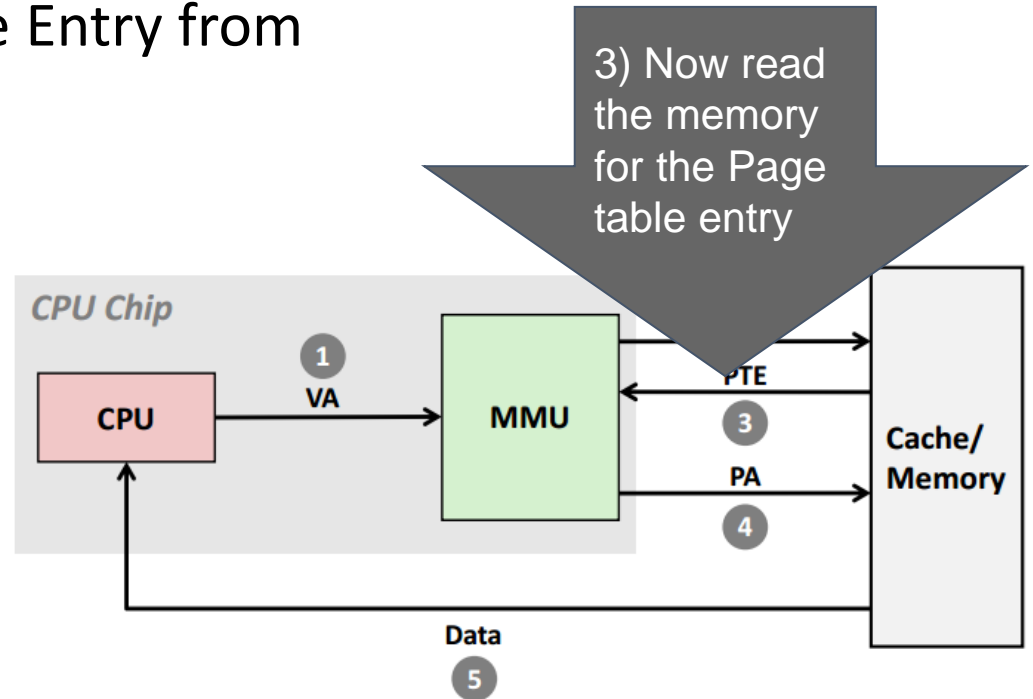 e Entry from
3) Now read
the memory
for the Page
table entry
CPU Chip
1
VA
CPU
MMU
PTE
3
PA
4
Cache/
Memory
Data
5